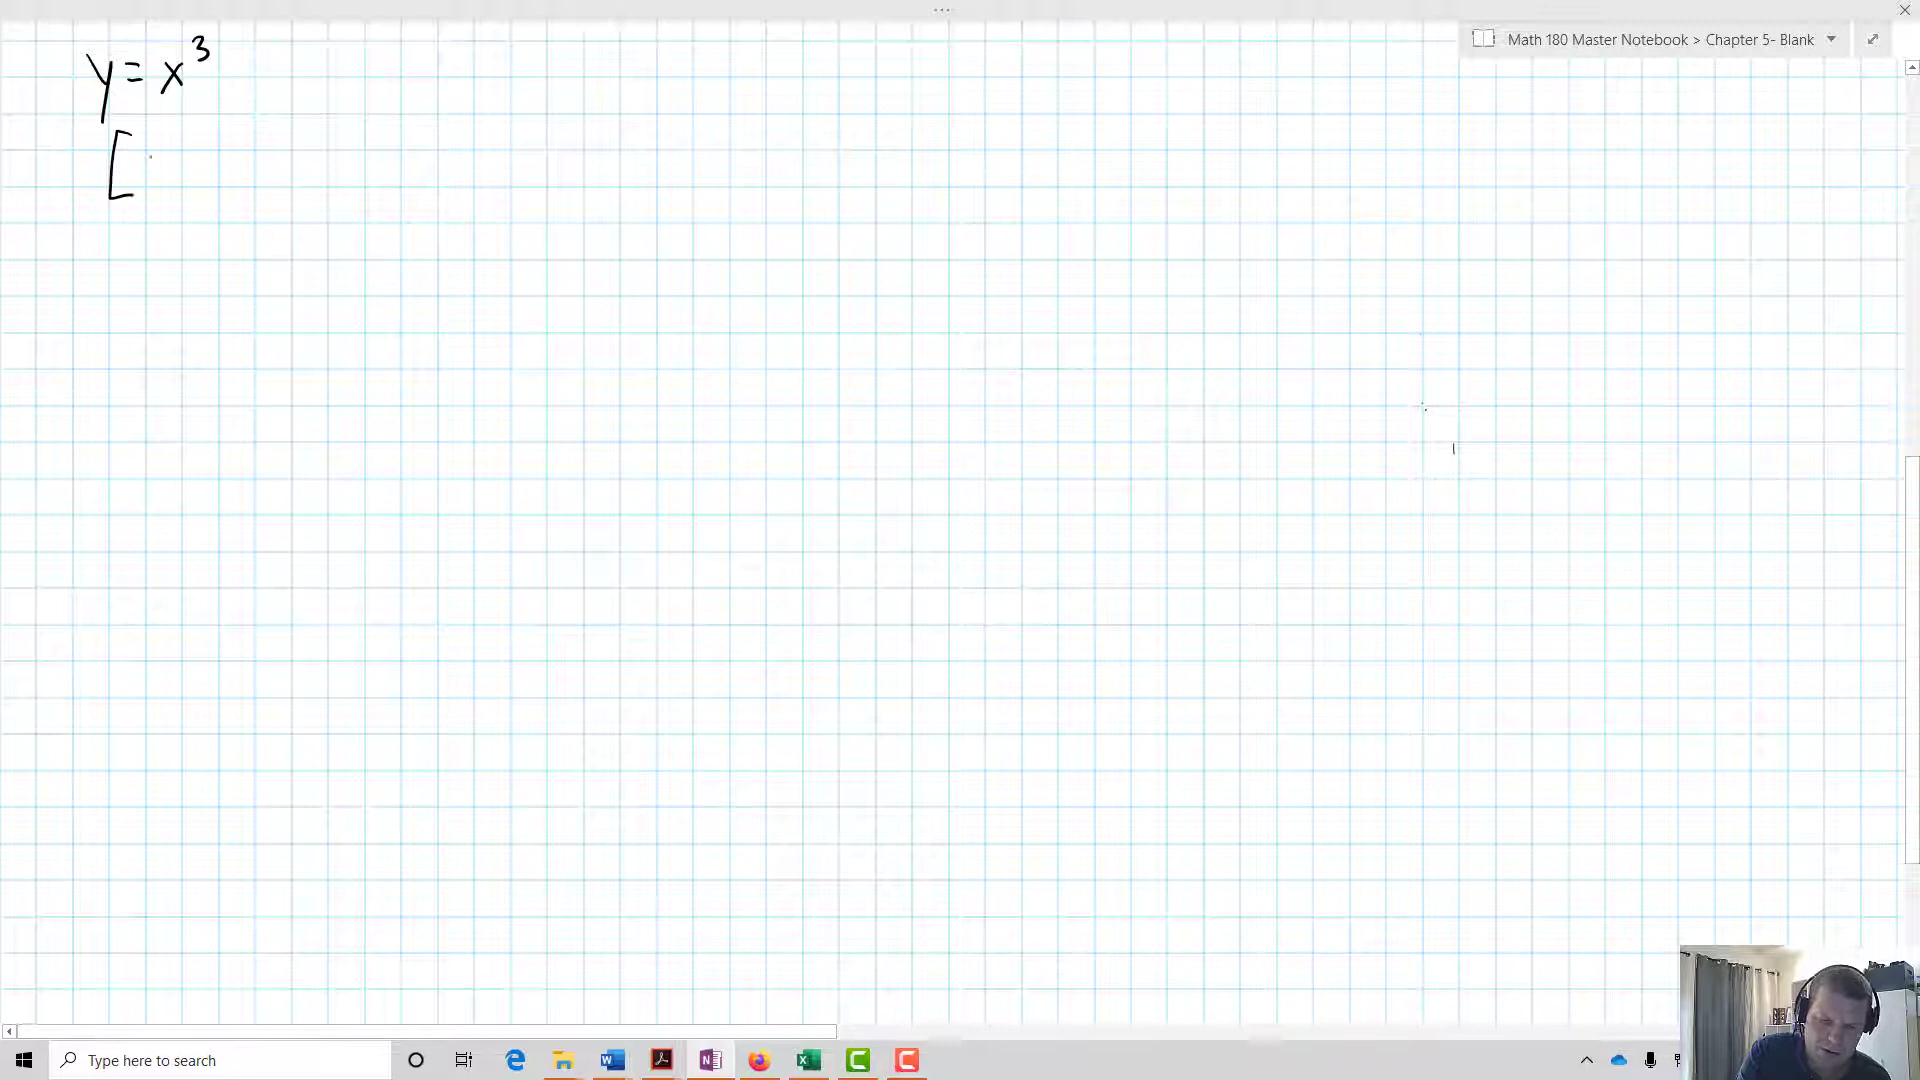 ...
Math 180 Master Notebook > Chapter 5- Blank
y = x³
[
Type here to search